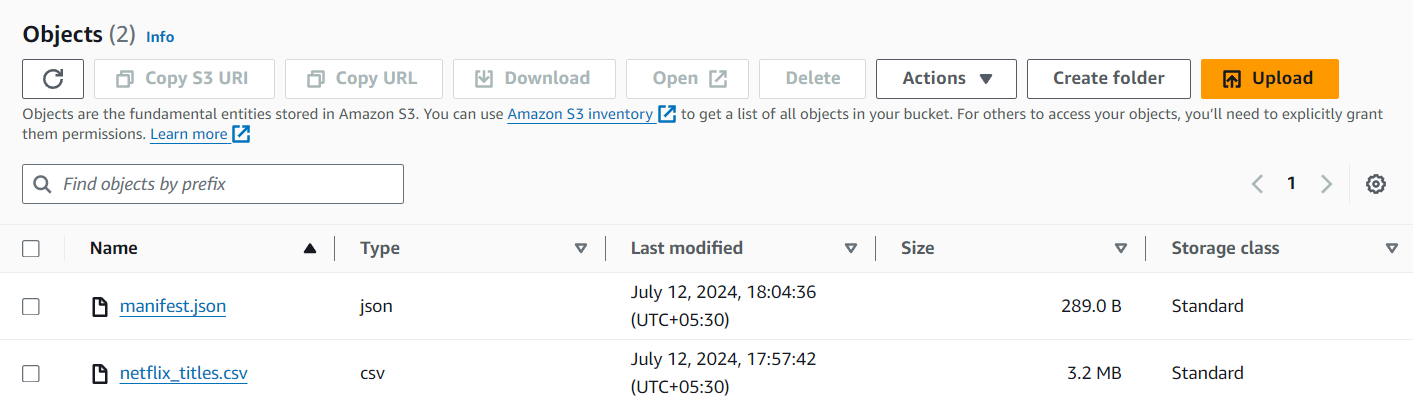 Objects (2) Info
Copy S3 URI Copy URL Download Open Delete Actions Create folder Upload
Objects are the fundamental entities stored in Amazon S3. You can use Amazon S3 inventory to get a list of all objects in your bucket. For others to access your objects, you'll need to explicitly grant
them permissions. Learn more
Find objects by prefix 1
Name Type Last modified Size Storage class
manifest.json json July 12, 2024, 18:04:36 (UTC+05:30) 289.0 B Standard
netflix_titles.csv csv July 12, 2024, 17:57:42 (UTC+05:30) 3.2 MB Standard